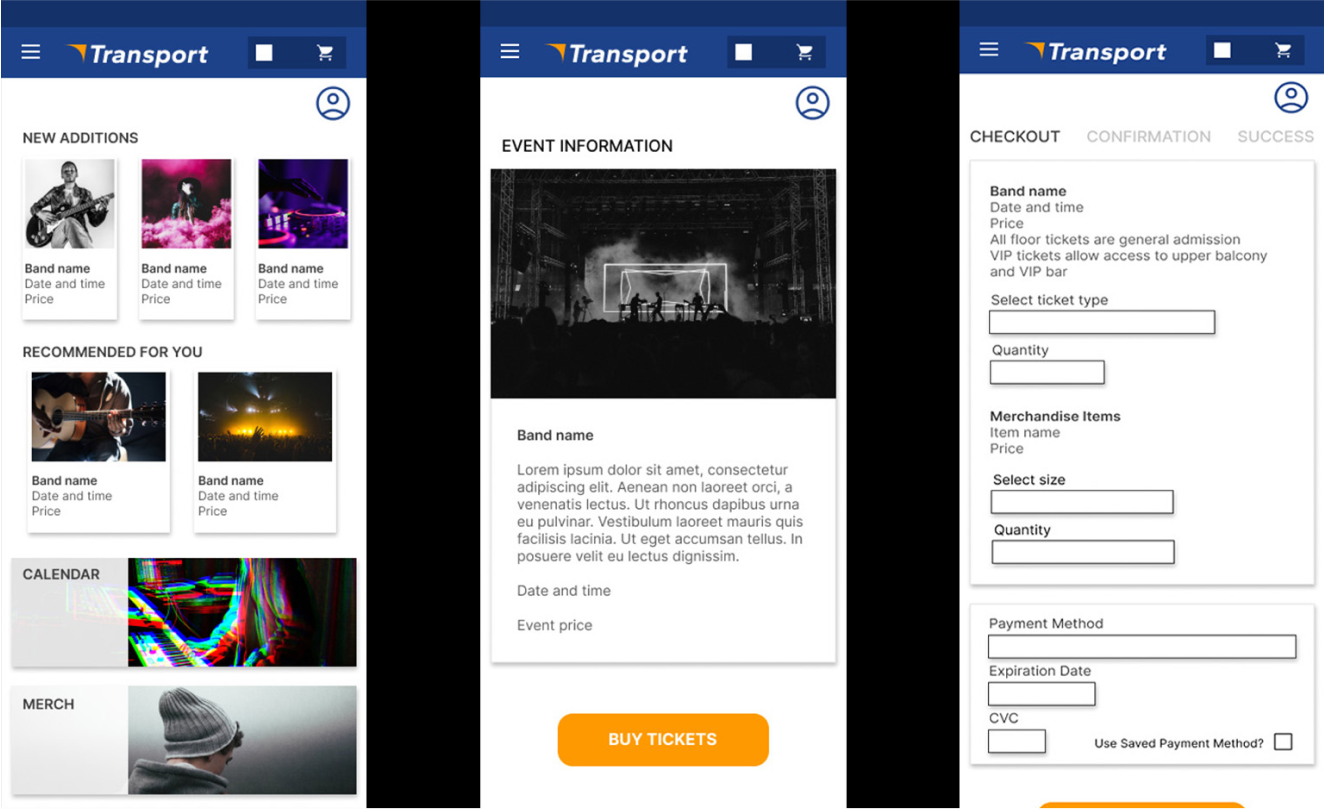 Transport
NEW ADDITIONS
Band name
Date and time
Price
Band name
Date and time
Price
Band name
Date and time
Price
RECOMMENDED FOR YOU
Band name
Date and time
Price
Band name
Date and time
Price
CALENDAR
MERCH
Transport
EVENT INFORMATION
Band name
Lorem ipsum dolor sit amet, consectetur
adipiscing elit. Aenean non laoreet orci, a
venenatis lectus. Ut rhoncus dapibus urna
eu pulvinar. Vestibulum laoreet mauris quis
facilisis lacinia. Ut eget accumsan tellus. In
posuere velit eu lectus dignissim.
Date and time
Event price
BUY TICKETS
Transport
CHECKOUT CONFIRMATION SUCCESS
Band name
Date and time
Price
All floor tickets are general admission
VIP tickets allow access to upper balcony
and VIP bar
Select ticket type
Quantity
Merchandise Items
Item name
Price
Select size
Quantity
Payment Method
Expiration Date
CVC
Use Saved Payment Method?